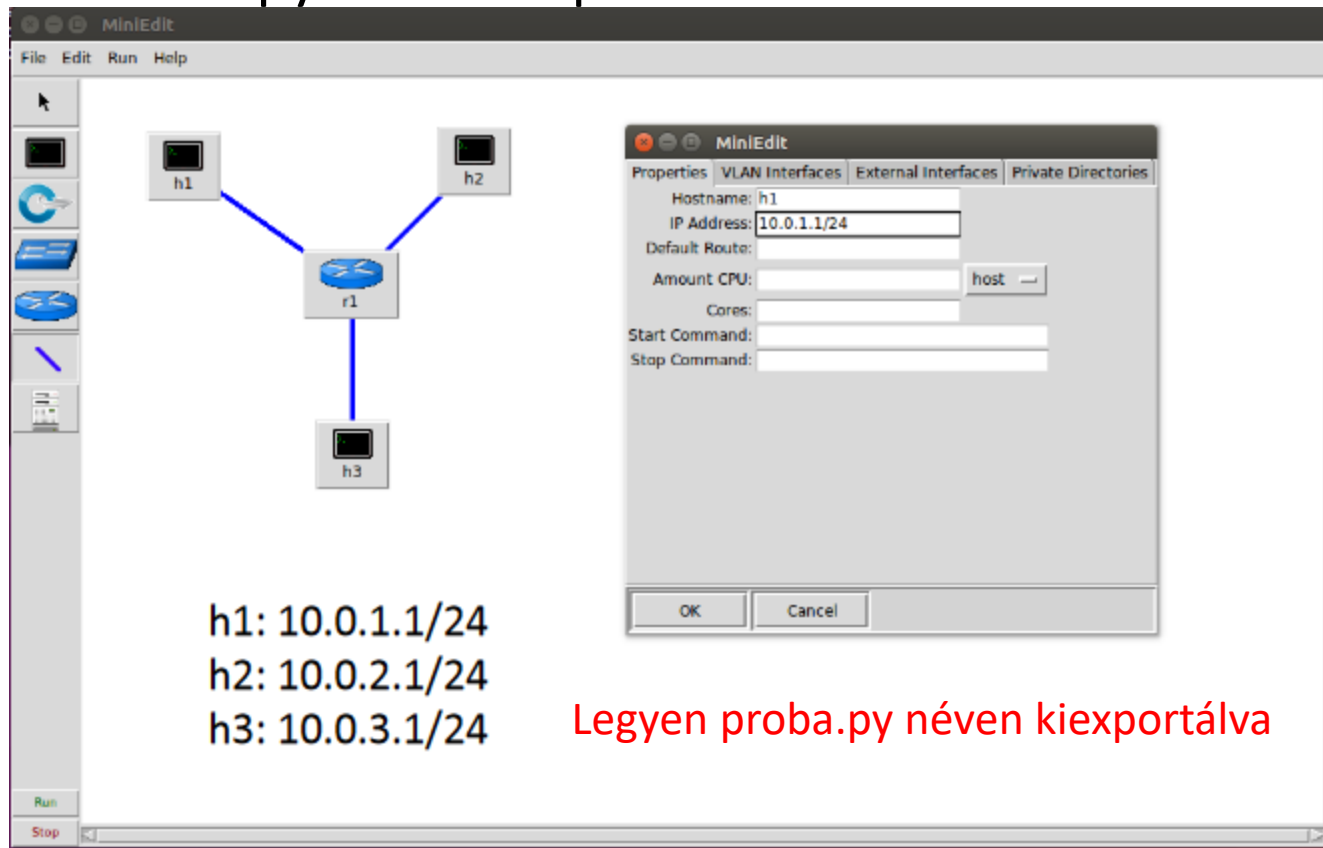 MiniEdit
File Edit Run Help
h1
h2
r1
h3
MiniEdit
Properties VLAN Interfaces External Interfaces Private Directories
Hostname: h1
IP Address: 10.0.1.1/24
Default Route:
Amount CPU: host
Cores:
Start Command:
Stop Command:
OK Cancel
h1: 10.0.1.1/24
h2: 10.0.2.1/24
h3: 10.0.3.1/24
Legyen proba.py néven kiexportálva
Run
Stop